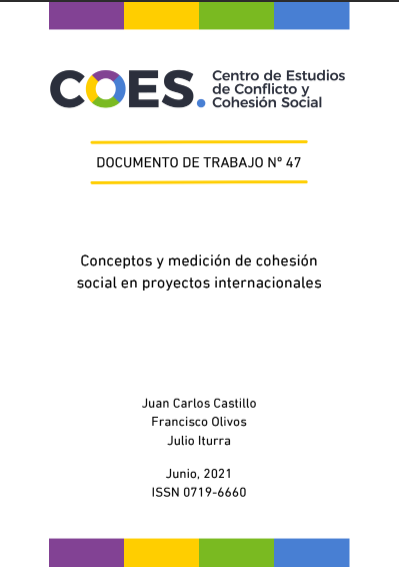 COES.
Centro de Estudios
de Conflicto y
Cohesión Social
DOCUMENTO DE TRABAJO Nº 47
Conceptos y medición de cohesión
social en proyectos internacionales
Juan Carlos Castillo
Francisco Olivos
Julio Iturra
Junio, 2021
ISSN 0719-6660